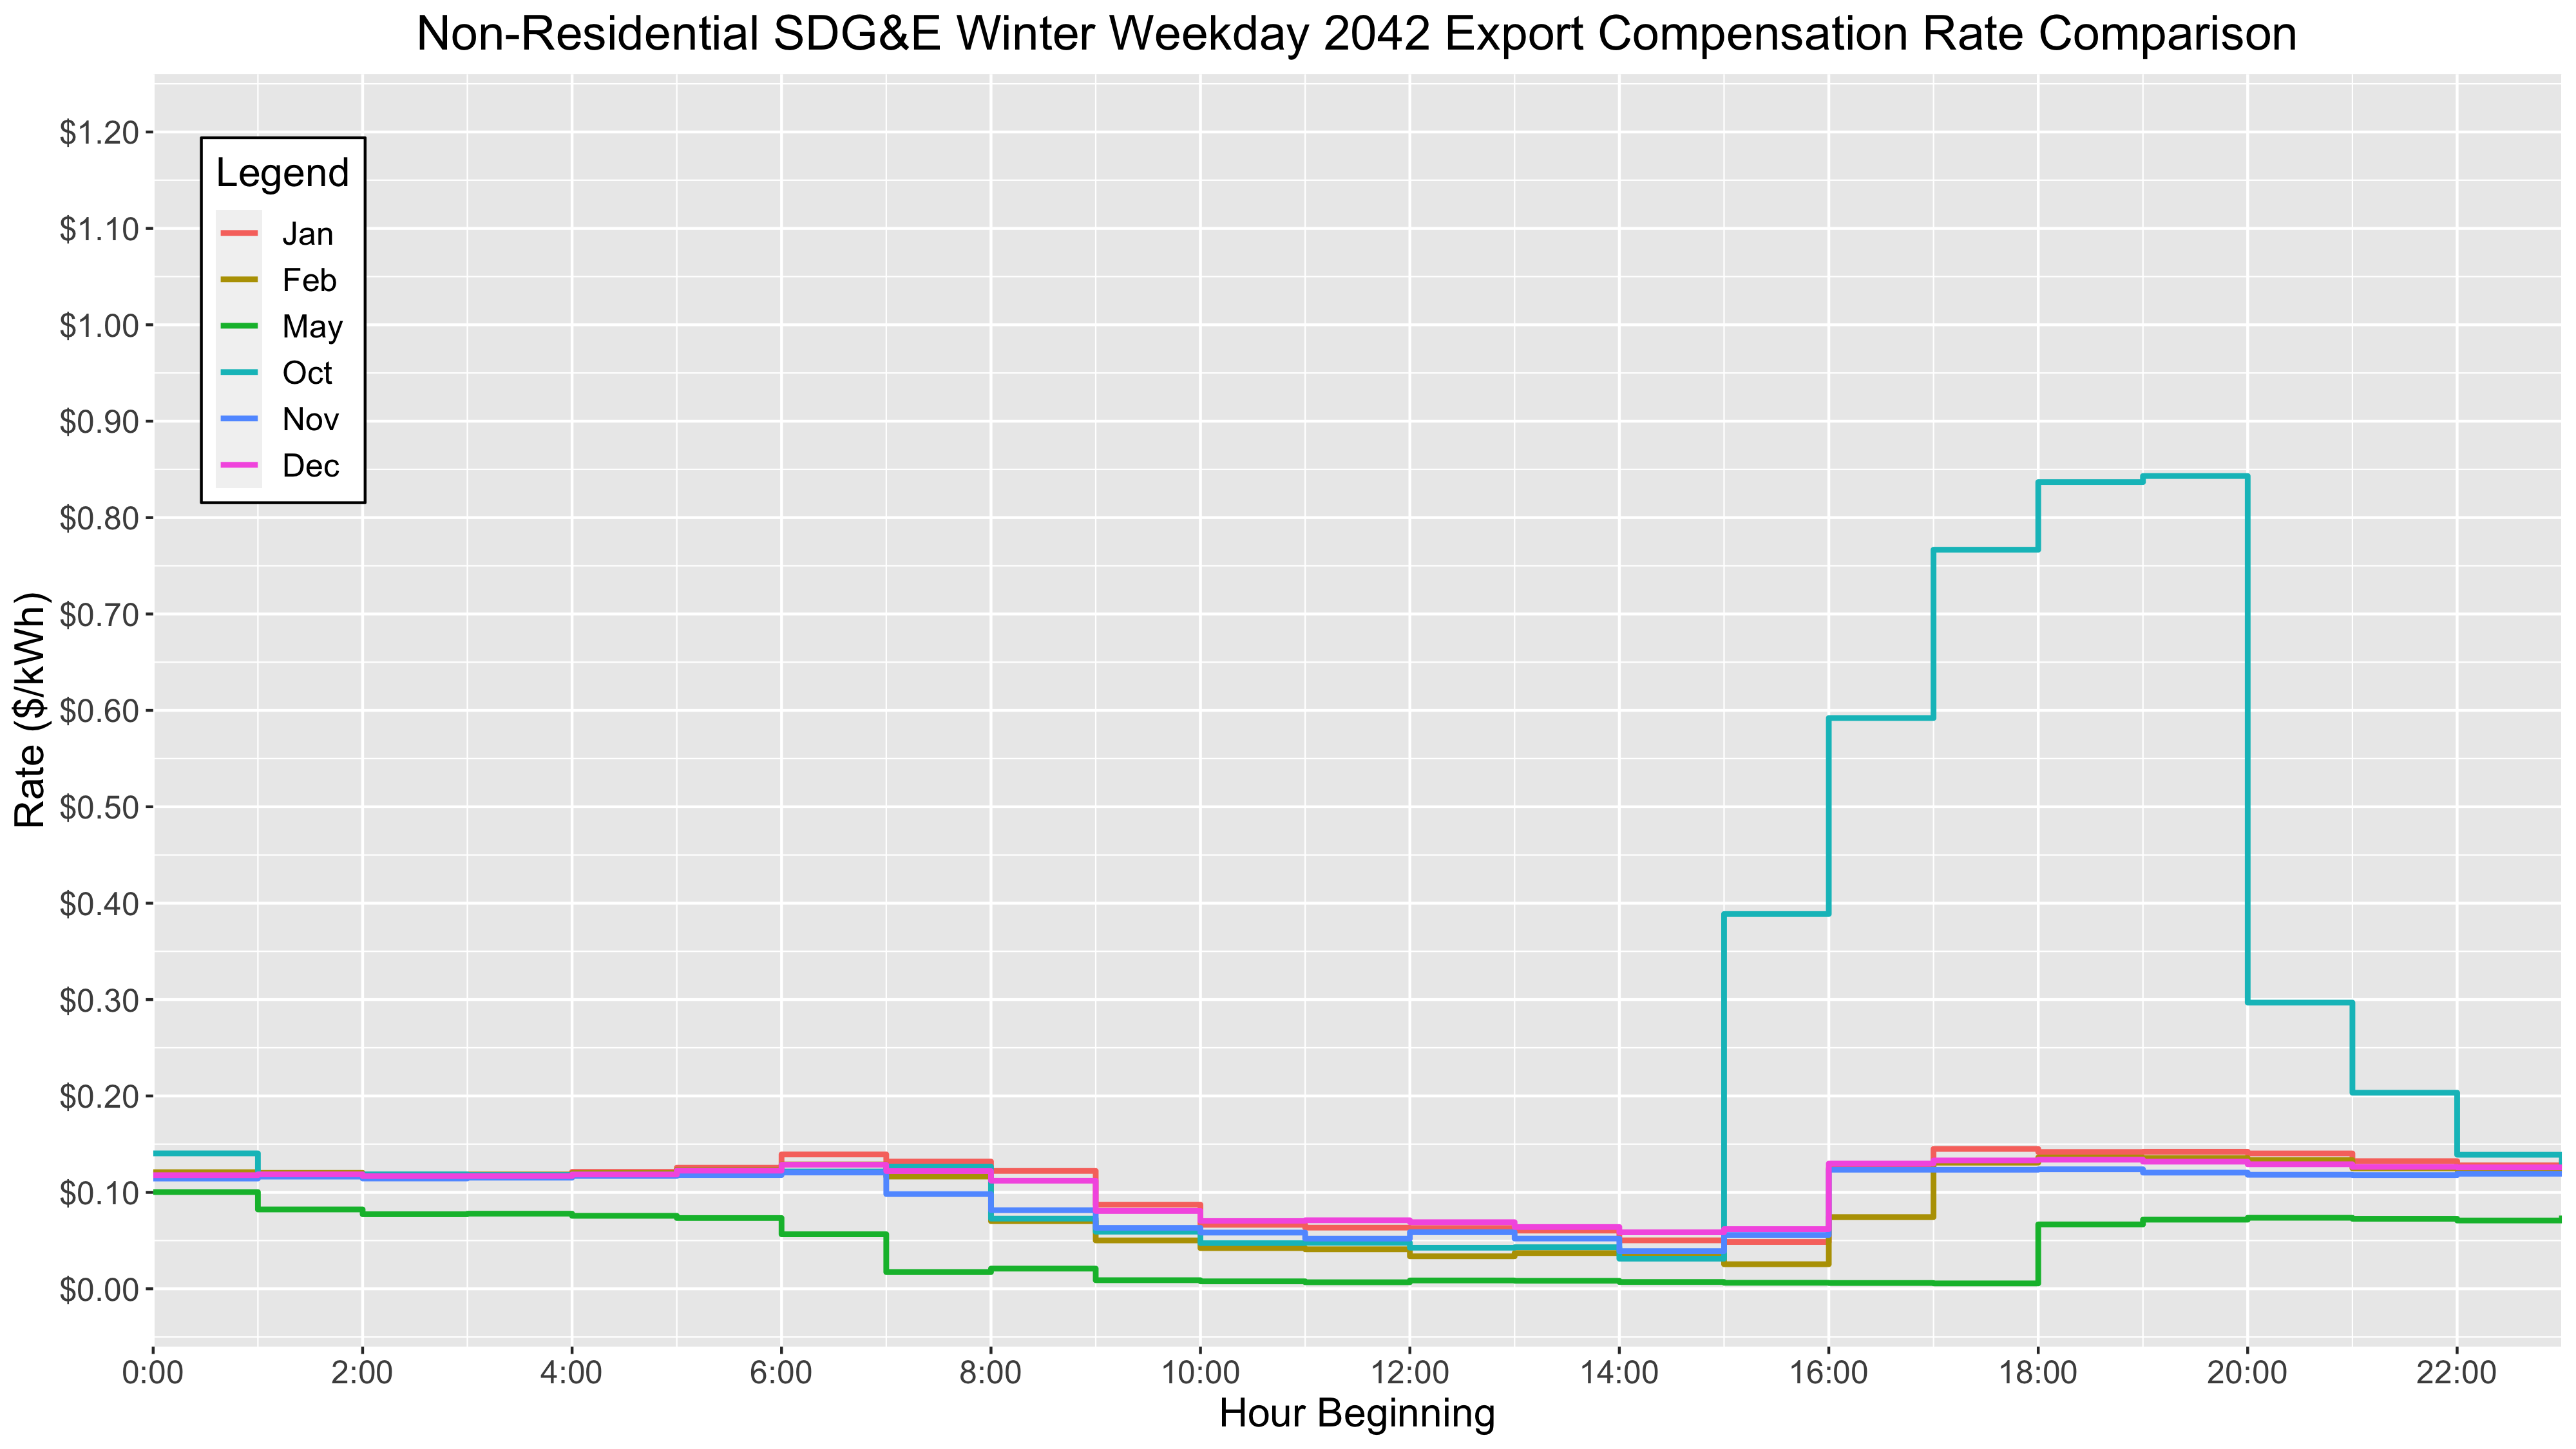 Non-Residential SDG&E Winter Weekday 2042 Export Compensation Rate Comparison
$1.20
$1.10
$1.00
$0.90
$0.80
$0.70
$0.60
$0.50
$0.40
$0.30
$0.20
$0.10
$0.00
Rate ($/kWh)
Legend
Jan
Feb
May
Oct
Nov
Dec
0:00 2:00 4:00 6:00 8:00 10:00 12:00 14:00 16:00 18:00 20:00 22:00
Hour Beginning